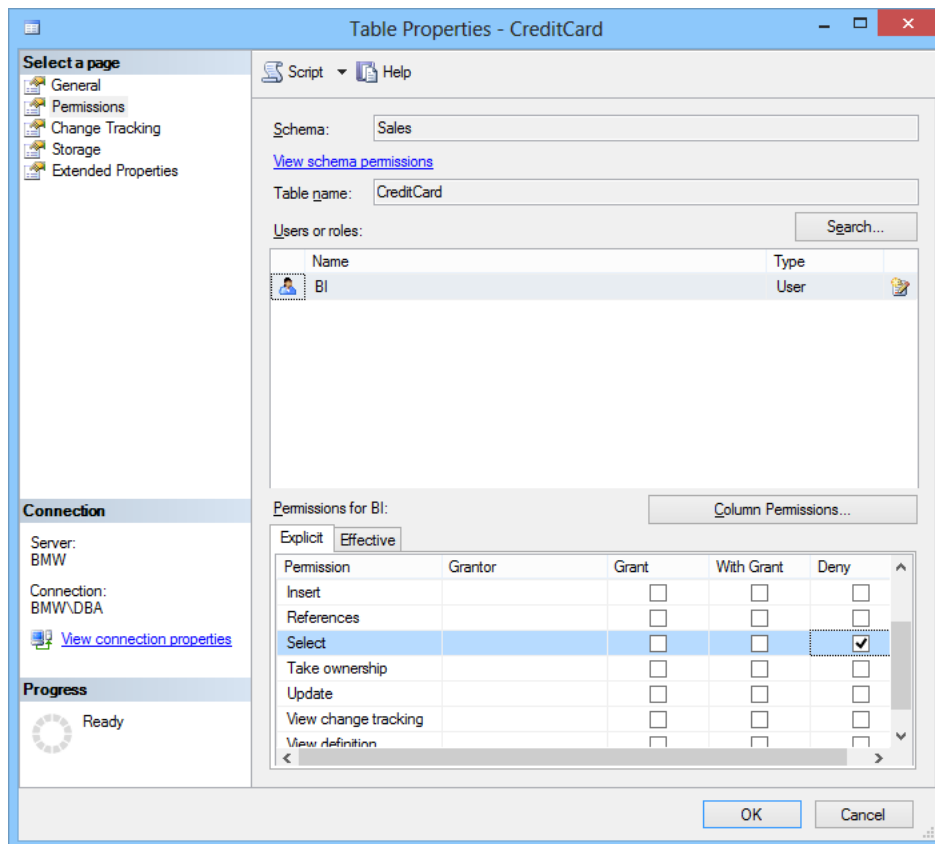 Table Properties - CreditCard
Select a page
General
Permissions
Change Tracking
Storage
Extended Properties
Script Help
Schema: Sales
View schema permissions
Table name: CreditCard
Users or roles: Search...
Name Type
BI User
Permissions for BI: Column Permissions...
Explicit Effective
Permission Grantor Grant With Grant Deny
Insert
References
Select
Take ownership
Update
View change tracking
View definition
Connection
Server:
BMW
Connection:
BMW\DBA
View connection properties
Progress
Ready
OK Cancel